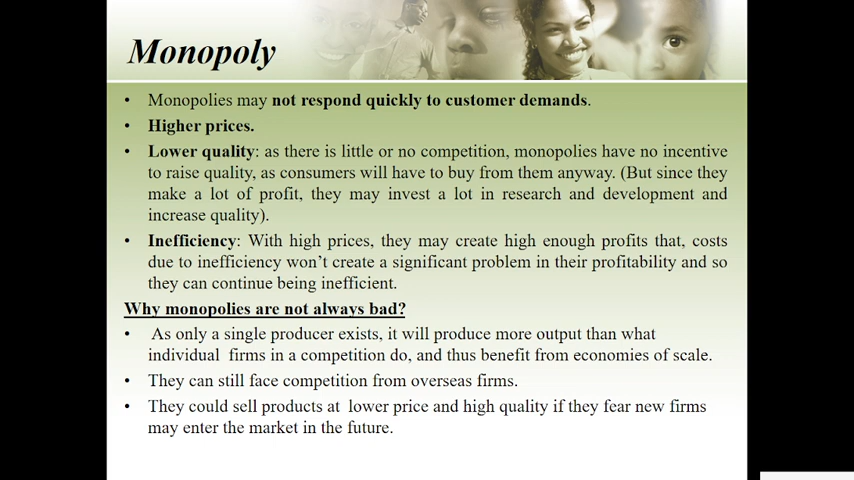 Monopoly
• Monopolies may not respond quickly to customer demands.
• Higher prices.
• Lower quality: as there is little or no competition, monopolies have no incentive
to raise quality, as consumers will have to buy from them anyway. (But since they
make a lot of profit, they may invest a lot in research and development and
increase quality).
• Inefficiency: With high prices, they may create high enough profits that, costs
due to inefficiency won't create a significant problem in their profitability and so
they can continue being inefficient.
Why monopolies are not always bad?
• As only a single producer exists, it will produce more output than what
individual firms in a competition do, and thus benefit from economies of scale.
• They can still face competition from overseas firms.
• They could sell products at lower price and high quality if they fear new firms
may enter the market in the future.